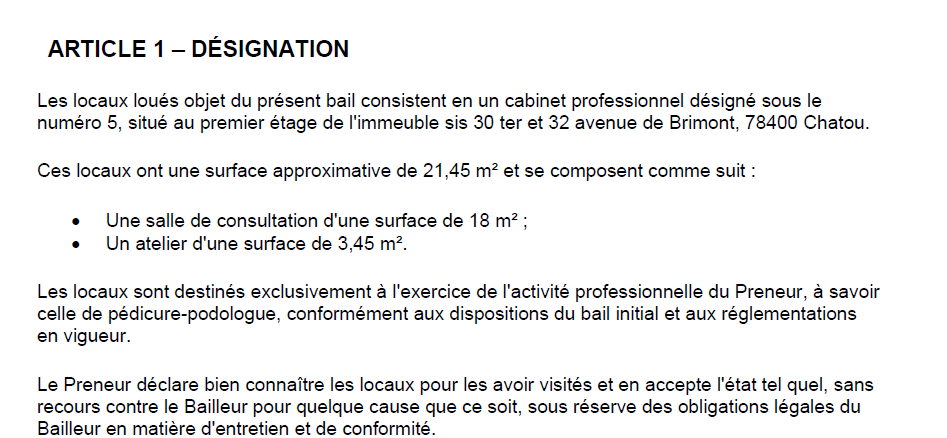 ARTICLE 1 – DÉSIGNATION
Les locaux loués objet du présent bail consistent en un cabinet professionnel désigné sous le
numéro 5, situé au premier étage de l'immeuble sis 30 ter et 32 avenue de Brimont, 78400 Chatou.
Ces locaux ont une surface approximative de 21,45 m² et se composent comme suit :
• Une salle de consultation d'une surface de 18 m² ;
• Un atelier d'une surface de 3,45 m².
Les locaux sont destinés exclusivement à l'exercice de l'activité professionnelle du Preneur, à savoir
celle de pédicure-podologue, conformément aux dispositions du bail initial et aux réglementations
en vigueur.
Le Preneur déclare bien connaître les locaux pour les avoir visités et en accepte l'état tel quel, sans
recours contre le Bailleur pour quelque cause que ce soit, sous réserve des obligations légales du
Bailleur en matière d'entretien et de conformité.